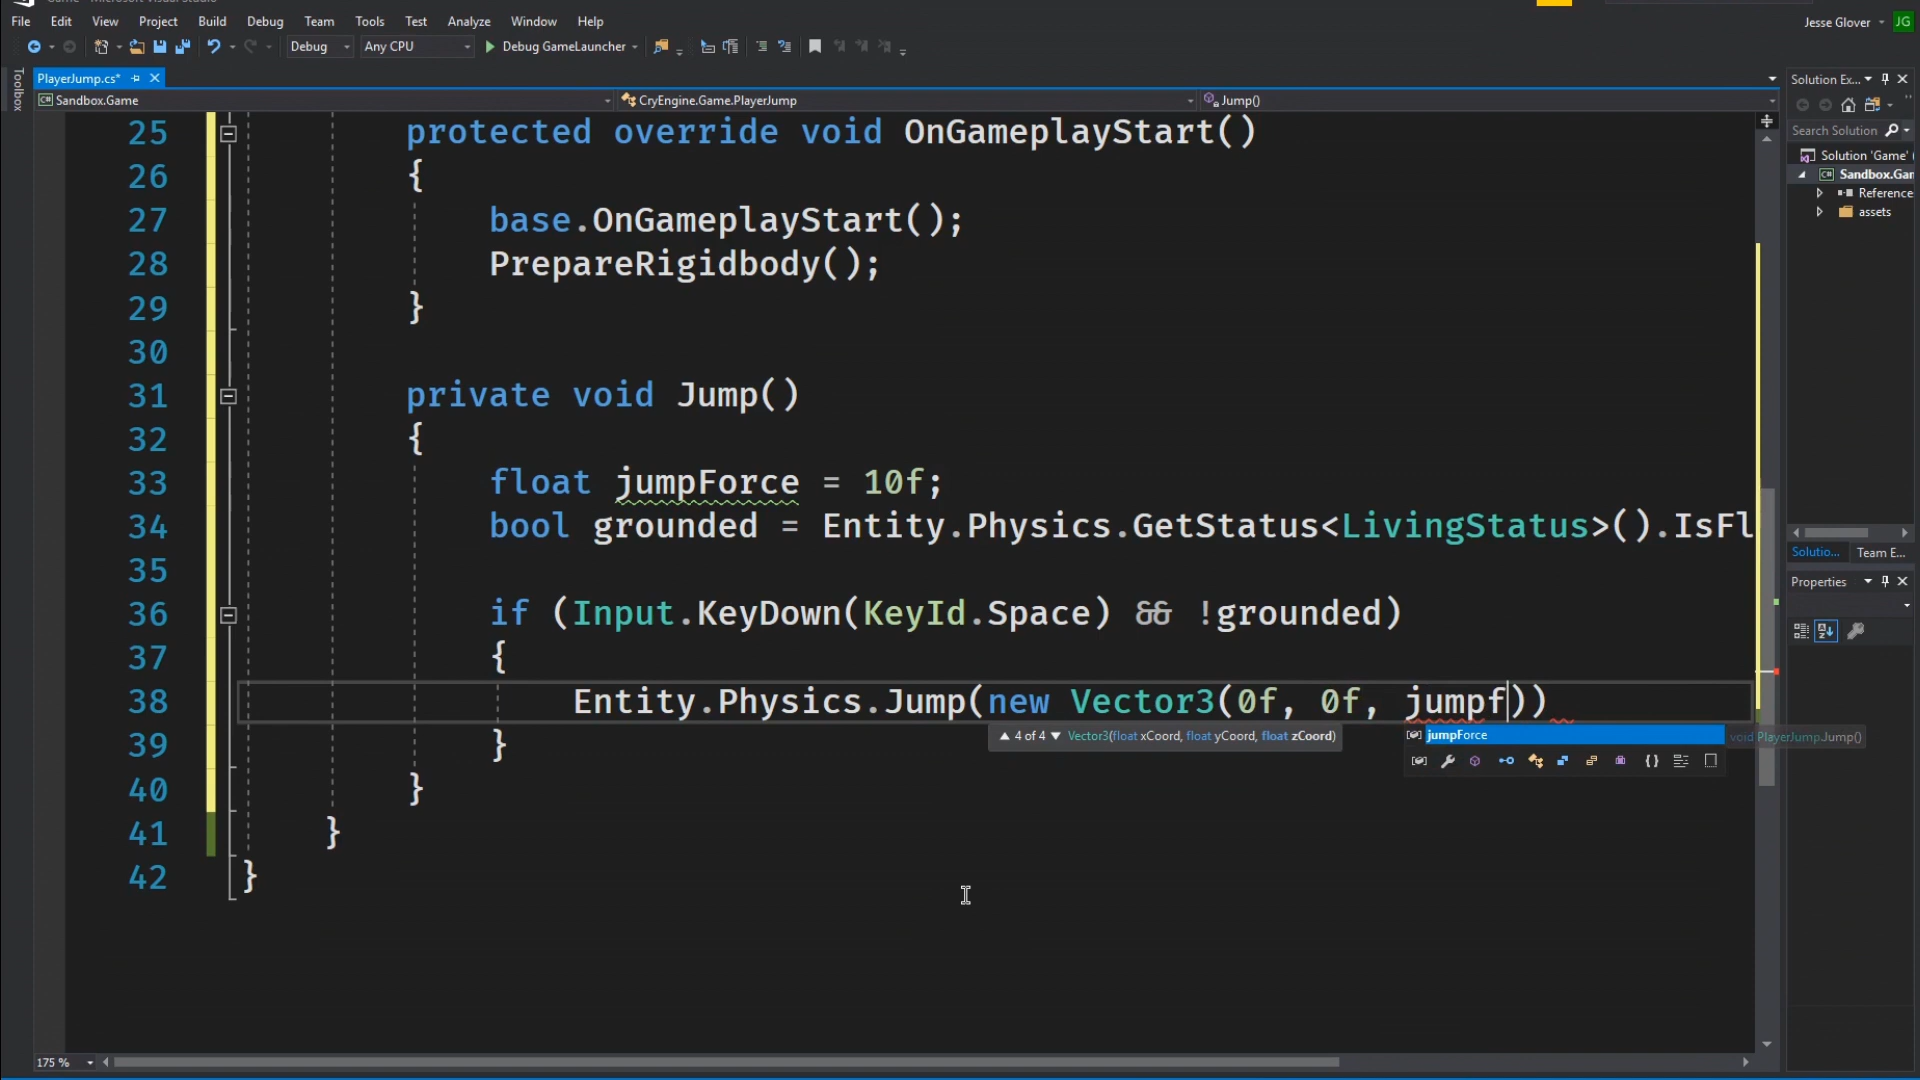 File Edit View Project Build Debug Team Tools Test Analyze Window Help
Jesse Glover JG
Debug Any CPU Debug GameLauncher
Toolbox
PlayerJump.cs*
Solution Ex...
Sandbox.Game CryEngine.Game.PlayerJump Jump()
Search Solution
Solution 'Game' (
Sandbox.Gam
Reference
assets
25 protected override void OnGameplayStart()
26 {
27 base.OnGameplayStart();
28 PrepareRigidbody();
29 }
30
31 private void Jump()
32 {
33 float jumpForce = 10f;
34 bool grounded = Entity.Physics.GetStatus<LivingStatus>().IsFl
35
36 if (Input.KeyDown(KeyId.Space) && !grounded)
37 {
38 Entity.Physics.Jump(new Vector3(0f, 0f, jumpf))
4 of 4 Vector3(float xCoord, float yCoord, float zCoord)
jumpForce
void PlayerJump.Jump()
39 }
40 }
41 }
42 }
Solutio... Team E...
Properties
175 %